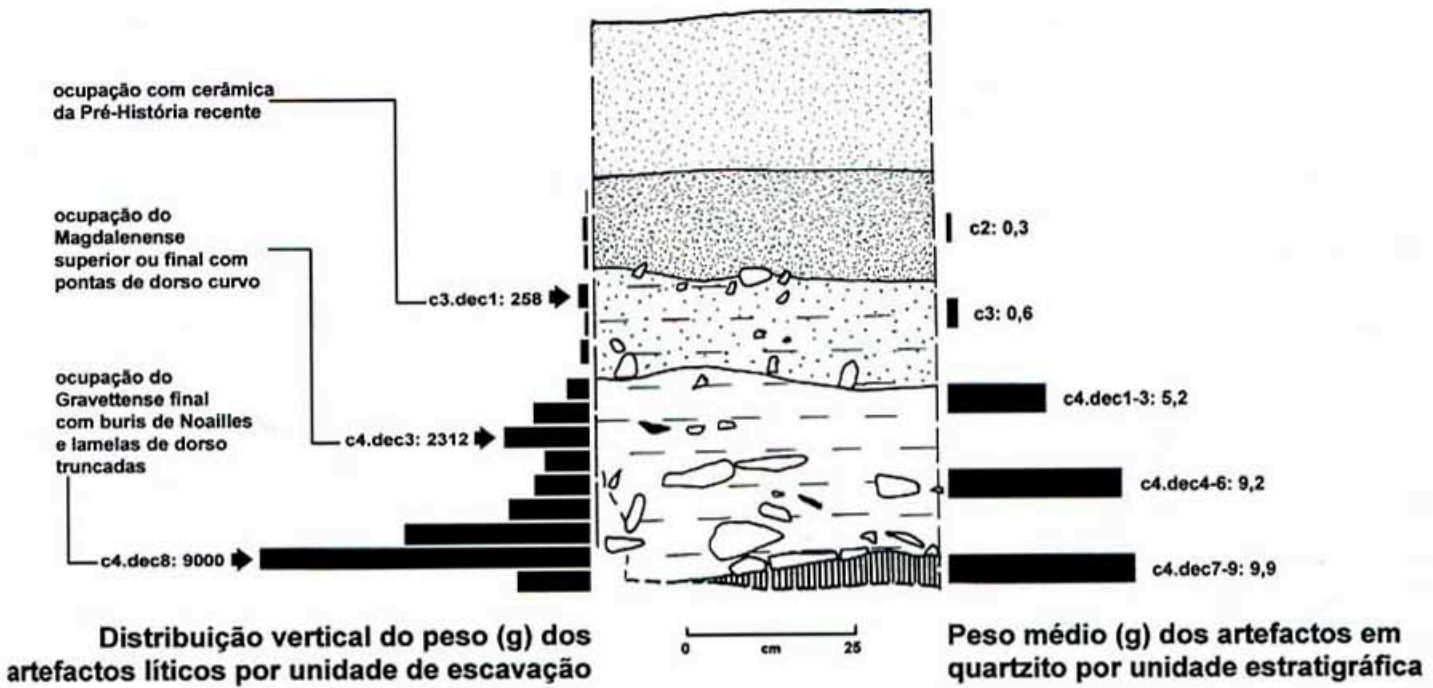 ocupação com cerâmica
da Pré-História recente
ocupação do
Magdalenense
superior ou final com
pontas de dorso curvo
ocupação do
Gravettense final
com buris de Noailles
e lamelas de dorso
truncadas
c3.dec1: 258
c4.dec3: 2312
c4.dec8: 9000
c2: 0,3
c3: 0,6
c4.dec1-3: 5,2
c4.dec4-6: 9,2
c4.dec7-9: 9,9
Distribuição vertical do peso (g) dos
artefactos líticos por unidade de escavação
0 cm 25
Peso médio (g) dos artefactos em
quartzito por unidade estratigráfica